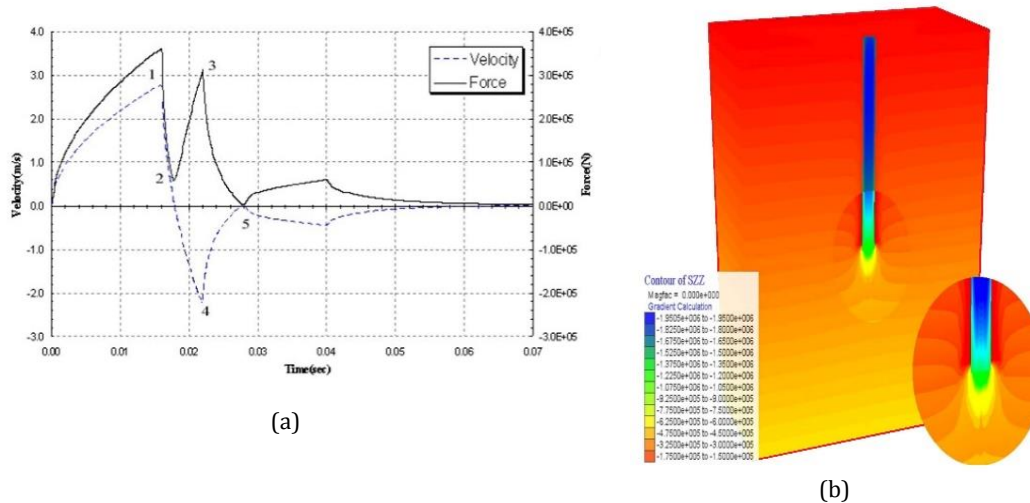 4.0
3.0
2.0
1.0
0.0
-1.0
-2.0
-3.0
Velocity(m/s)
4.0E+05
3.0E+05
2.0E+05
1.0E+05
0.0E+00
-1.0E+05
-2.0E+05
-3.0E+05
Force(N)
Velocity
Force
1
2
3
4
5
0.00 0.01 0.02 0.03 0.04 0.05 0.06 0.07
Time(sec)
(a)
Contour of SZZ
Magfac = 0.000e+000
Gradient Calculation
-1.9505e+006 to -1.9500e+006
-1.8250e+006 to -1.8000e+006
-1.6750e+006 to -1.6500e+006
-1.5250e+006 to -1.5000e+006
-1.3750e+006 to -1.3500e+006
-1.2250e+006 to -1.2000e+006
-1.0750e+006 to -1.0500e+006
-9.2500e+005 to -9.0000e+005
-7.7500e+005 to -7.5000e+005
-6.2500e+005 to -6.0000e+005
-4.7500e+005 to -4.5000e+005
-3.2500e+005 to -3.0000e+005
-1.7500e+005 to -1.5000e+005
(b)